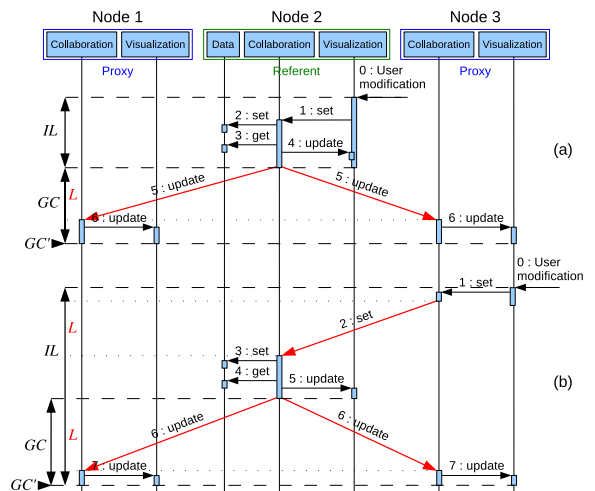 Node 1 Node 2 Node 3
Collaboration Visualization Data Collaboration Visualization Collaboration Visualization
Proxy Referent Proxy
0 : User
modification
2 : set 1 : set
IL 3 : get 4 : update (a)
L 5 : update 5 : update
GC
6 : update 6 : update
GC'
0 : User
modification
1 : set
L 2 : set
IL 3 : set
4 : get 5 : update (b)
6 : update 6 : update
GC L
7 : update 7 : update
GC'